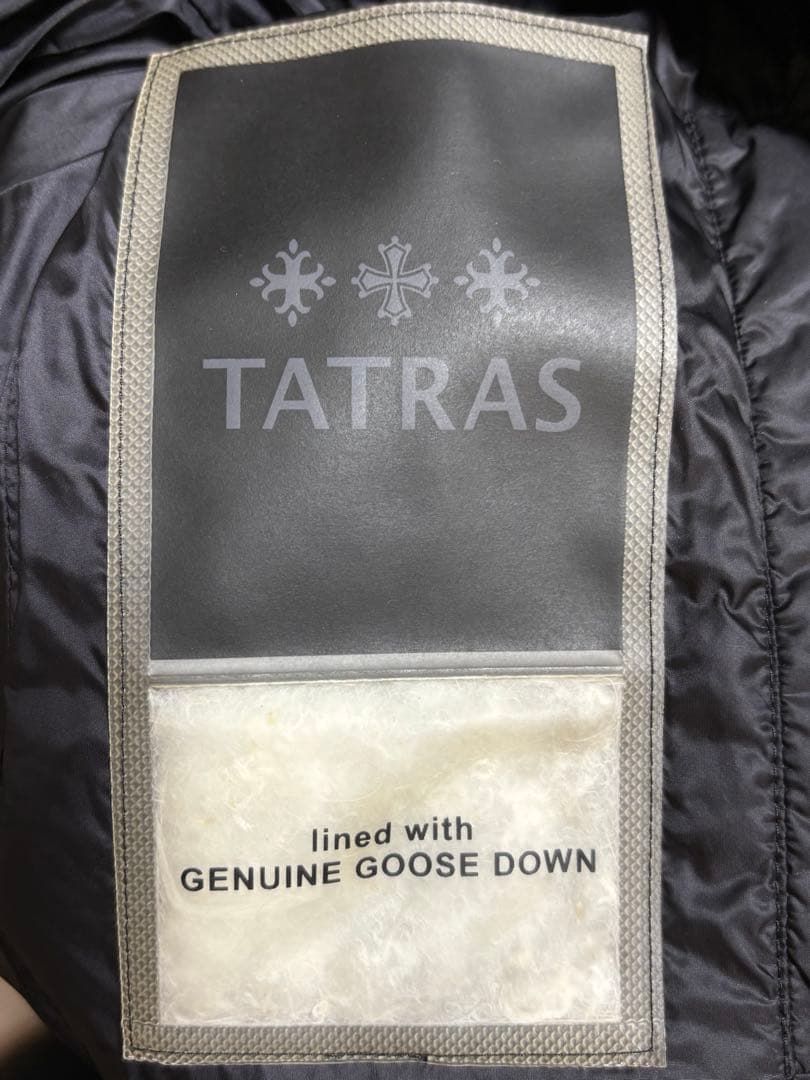 TATRAS
lined with
GENUINE GOOSE DOWN